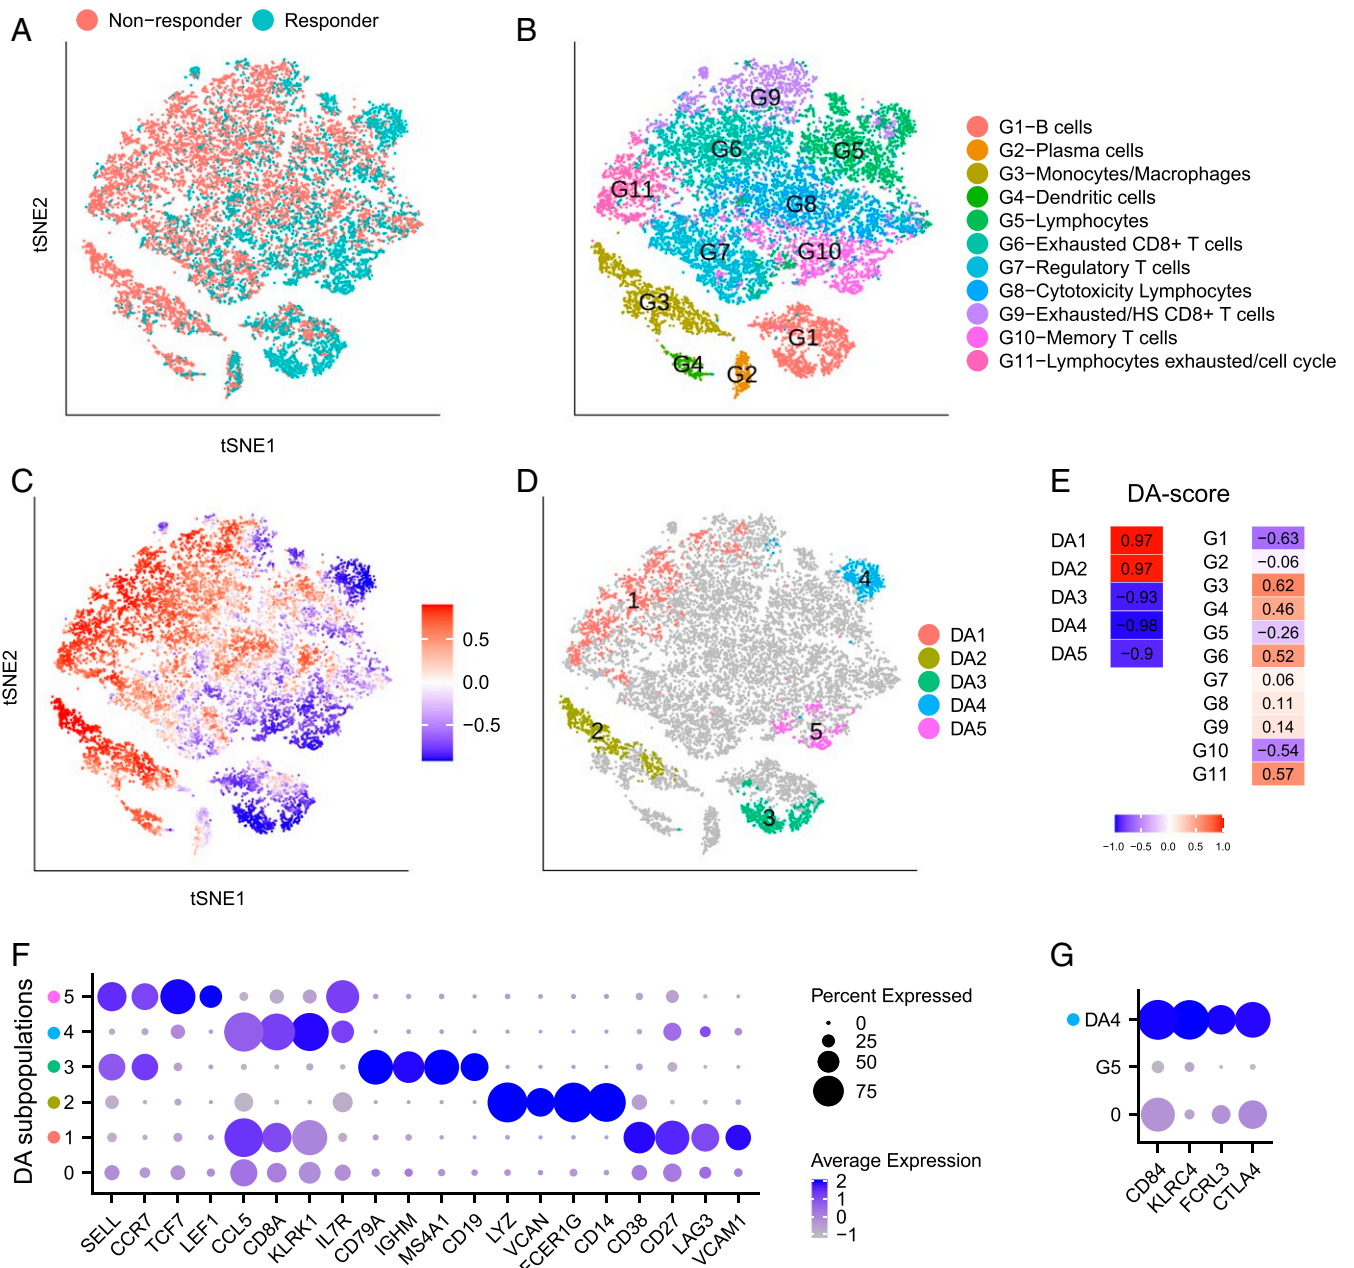 A
Non−responder
Responder
tSNE2
tSNE1
B
G9
G6
G5
G11
G8
G7
G10
G3
G1
G4
G2
G1−B cells
G2−Plasma cells
G3−Monocytes/Macrophages
G4−Dendritic cells
G5−Lymphocytes
G6−Exhausted CD8+ T cells
G7−Regulatory T cells
G8−Cytotoxicity Lymphocytes
G9−Exhausted/HS CD8+ T cells
G10−Memory T cells
G11−Lymphocytes exhausted/cell cycle
C
tSNE2
tSNE1
0.5
0.0
−0.5
D
4
1
2
5
3
DA1
DA2
DA3
DA4
DA5
E
DA-score
DA1 0.97
DA2 0.97
DA3 −0.93
DA4 −0.98
DA5 −0.9
G1 −0.63
G2 −0.06
G3 0.62
G4 0.46
G5 −0.26
G6 0.52
G7 0.06
G8 0.11
G9 0.14
G10 −0.54
G11 0.57
−1.0 −0.5 0.0 0.5 1.0
F
DA subpopulations
5
4
3
2
1
0
SELL
CCR7
TCF7
LEF1
CCL5
CD8A
KLRK1
IL7R
CD79A
IGHM
MS4A1
CD19
LYZ
VCAN
FCER1G
CD14
CD38
CD27
LAG3
VCAM1
Percent Expressed
0
25
50
75
Average Expression
2
1
0
−1
G
DA4
G5
0
CD84
KLRC4
FCRL3
CTLA4